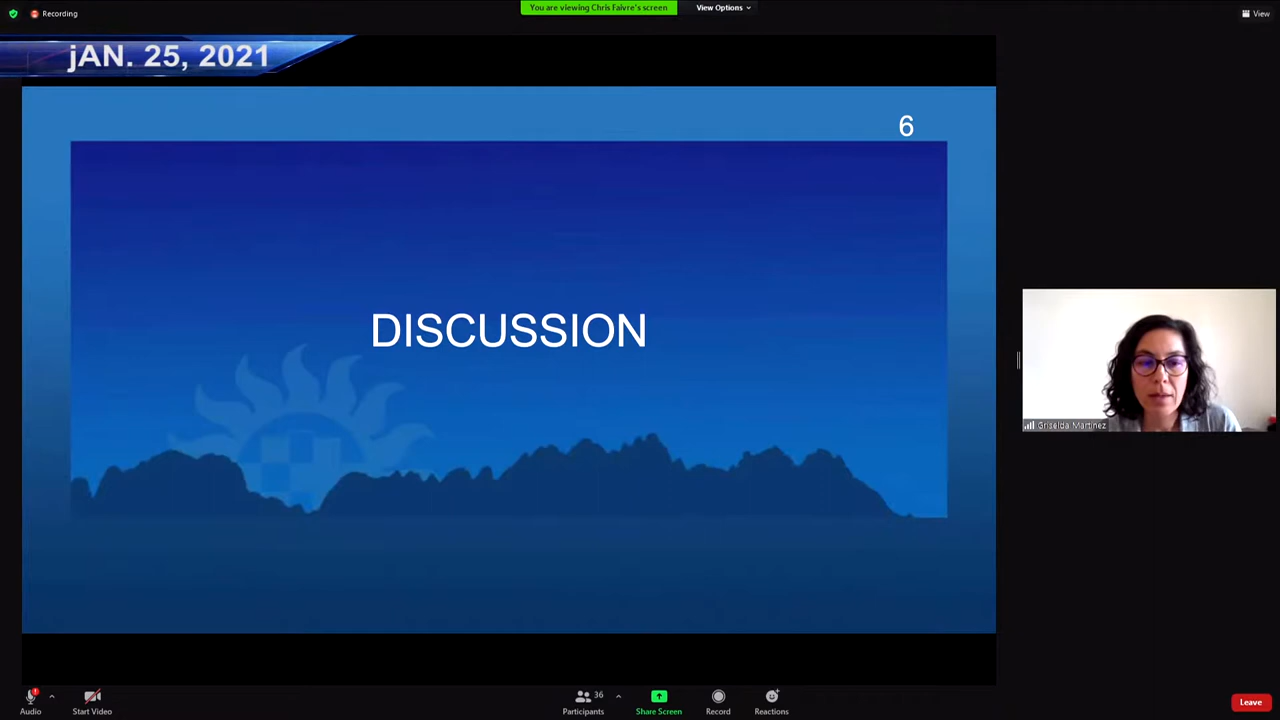 Recording
You are viewing Chris Faivre's screen
View Options
View
jAN. 25, 2021
6
DISCUSSION
Griselda Martinez
Audio
Start Video
36
Participants
Share Screen
Record
Reactions
Leave